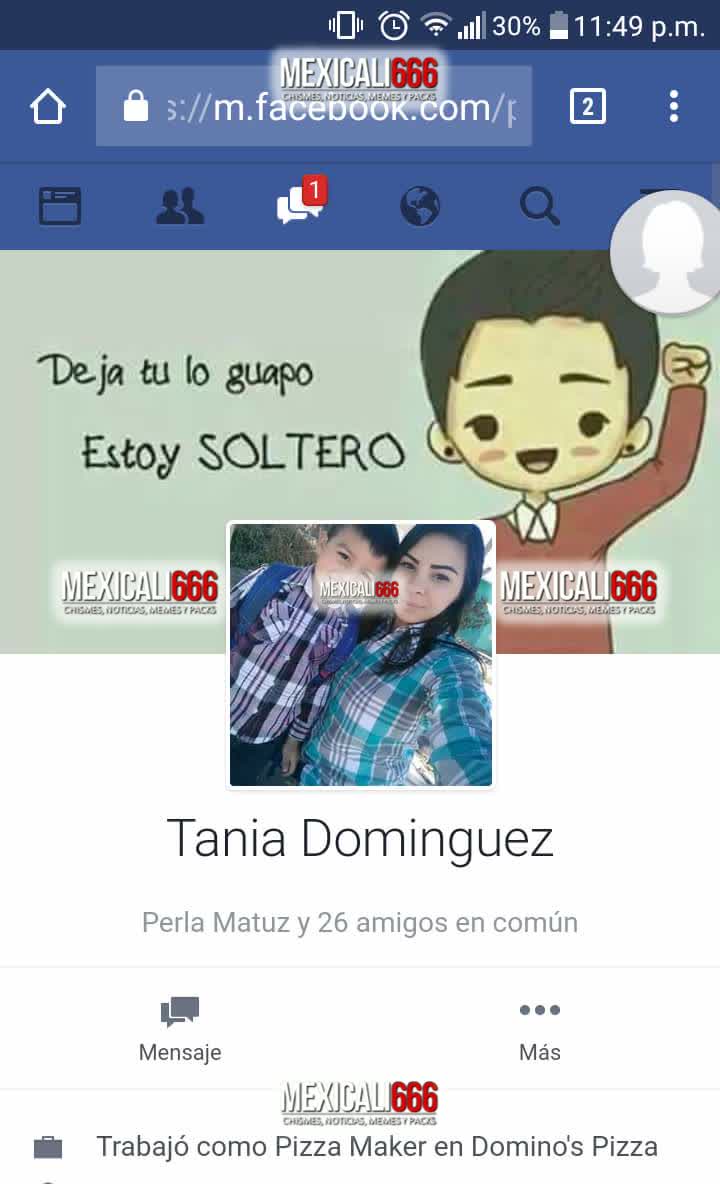 30% 11:49 p.m.
MEXICALI666
CHISMES, NOTICIAS, MEMES Y PACKS
s://m.facebook.com/p
2
1
Deja tu lo guapo
Estoy SOLTERO
MEXICALI666
CHISMES, NOTICIAS, MEMES Y PACKS
MEXICALI666
CHISMES, NOTICIAS, MEMES Y PACKS
MEXICALI666
CHISMES, NOTICIAS, MEMES Y PACKS
Tania Dominguez
Perla Matuz y 26 amigos en común
Mensaje
Más
MEXICALI666
CHISMES, NOTICIAS, MEMES Y PACKS
Trabajó como Pizza Maker en Domino's Pizza